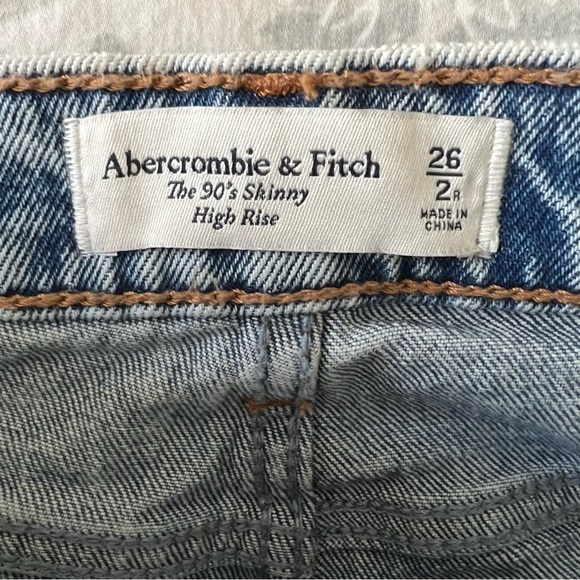 Abercrombie & Fitch
The 90's Skinny
High Rise
26
2R
MADE IN
CHINA